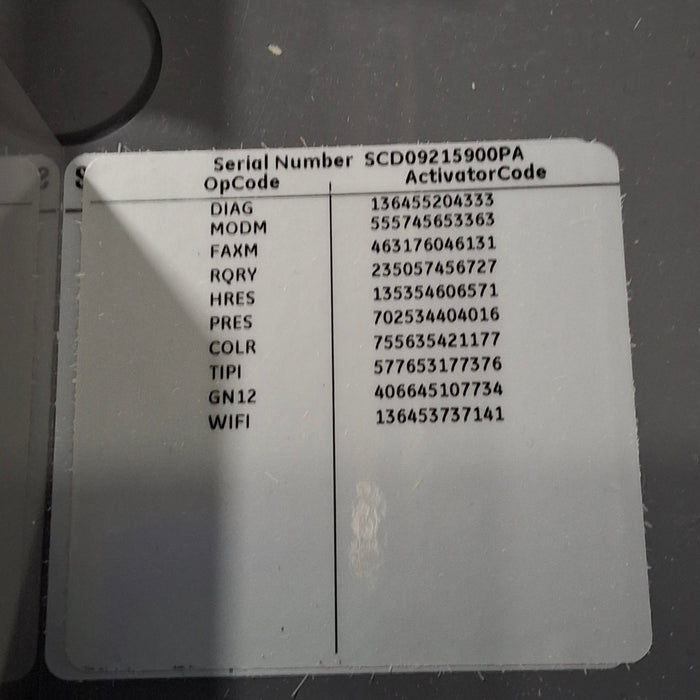 Serial Number SCD09215900PA
OpCode ActivatorCode
DIAG 136455204333
MODM 555745653363
FAXM 463176046131
RQRY 235057456727
HRES 135354606571
PRES 702534404016
COLR 755635421177
TIPI 577653177376
GN12 406645107734
WIFI 136453737141